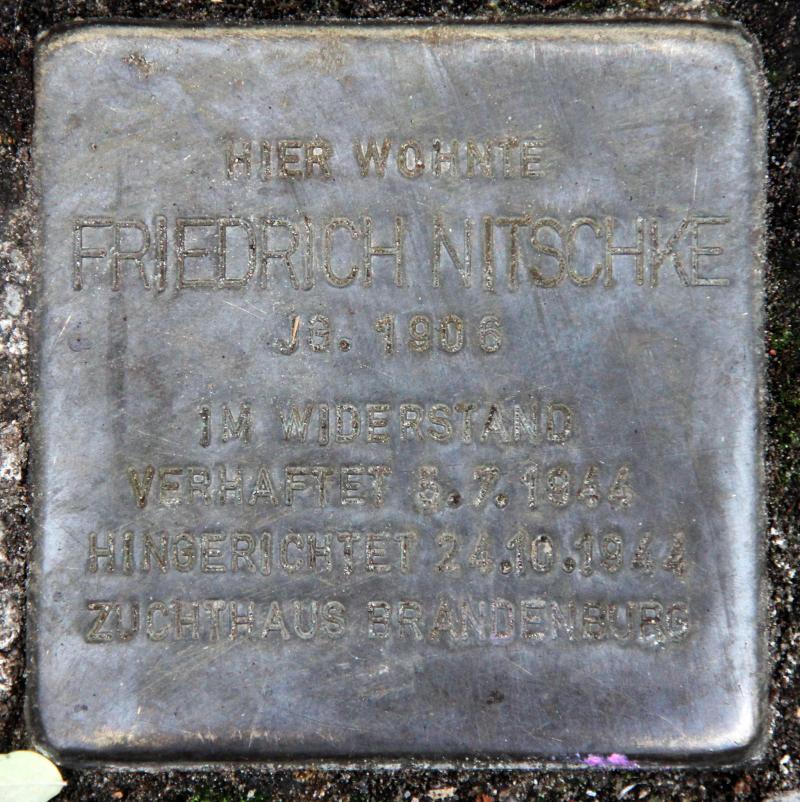 HIER WOHNTE
FRIEDRICH NITSCHKE
JG. 1906
IM WIDERSTAND
VERHAFTET 5.7.1944
HINGERICHTET 24.10.1944
ZUCHTHAUS BRANDENBURG